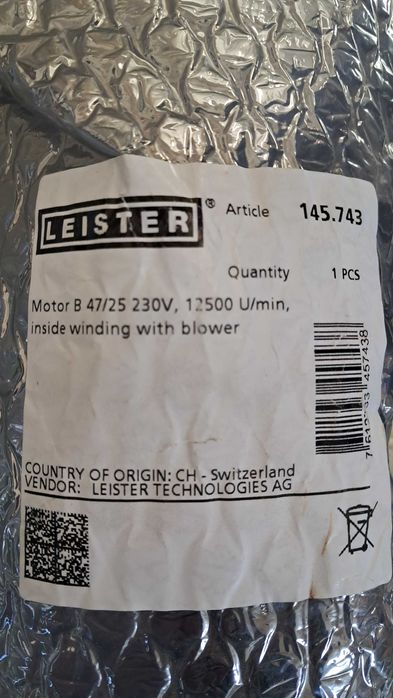 LEISTER® Article 145.743
Quantity 1 PCS
Motor B 47/25 230V, 12500 U/min,
inside winding with blower
COUNTRY OF ORIGIN: CH - Switzerland
VENDOR: LEISTER TECHNOLOGIES AG